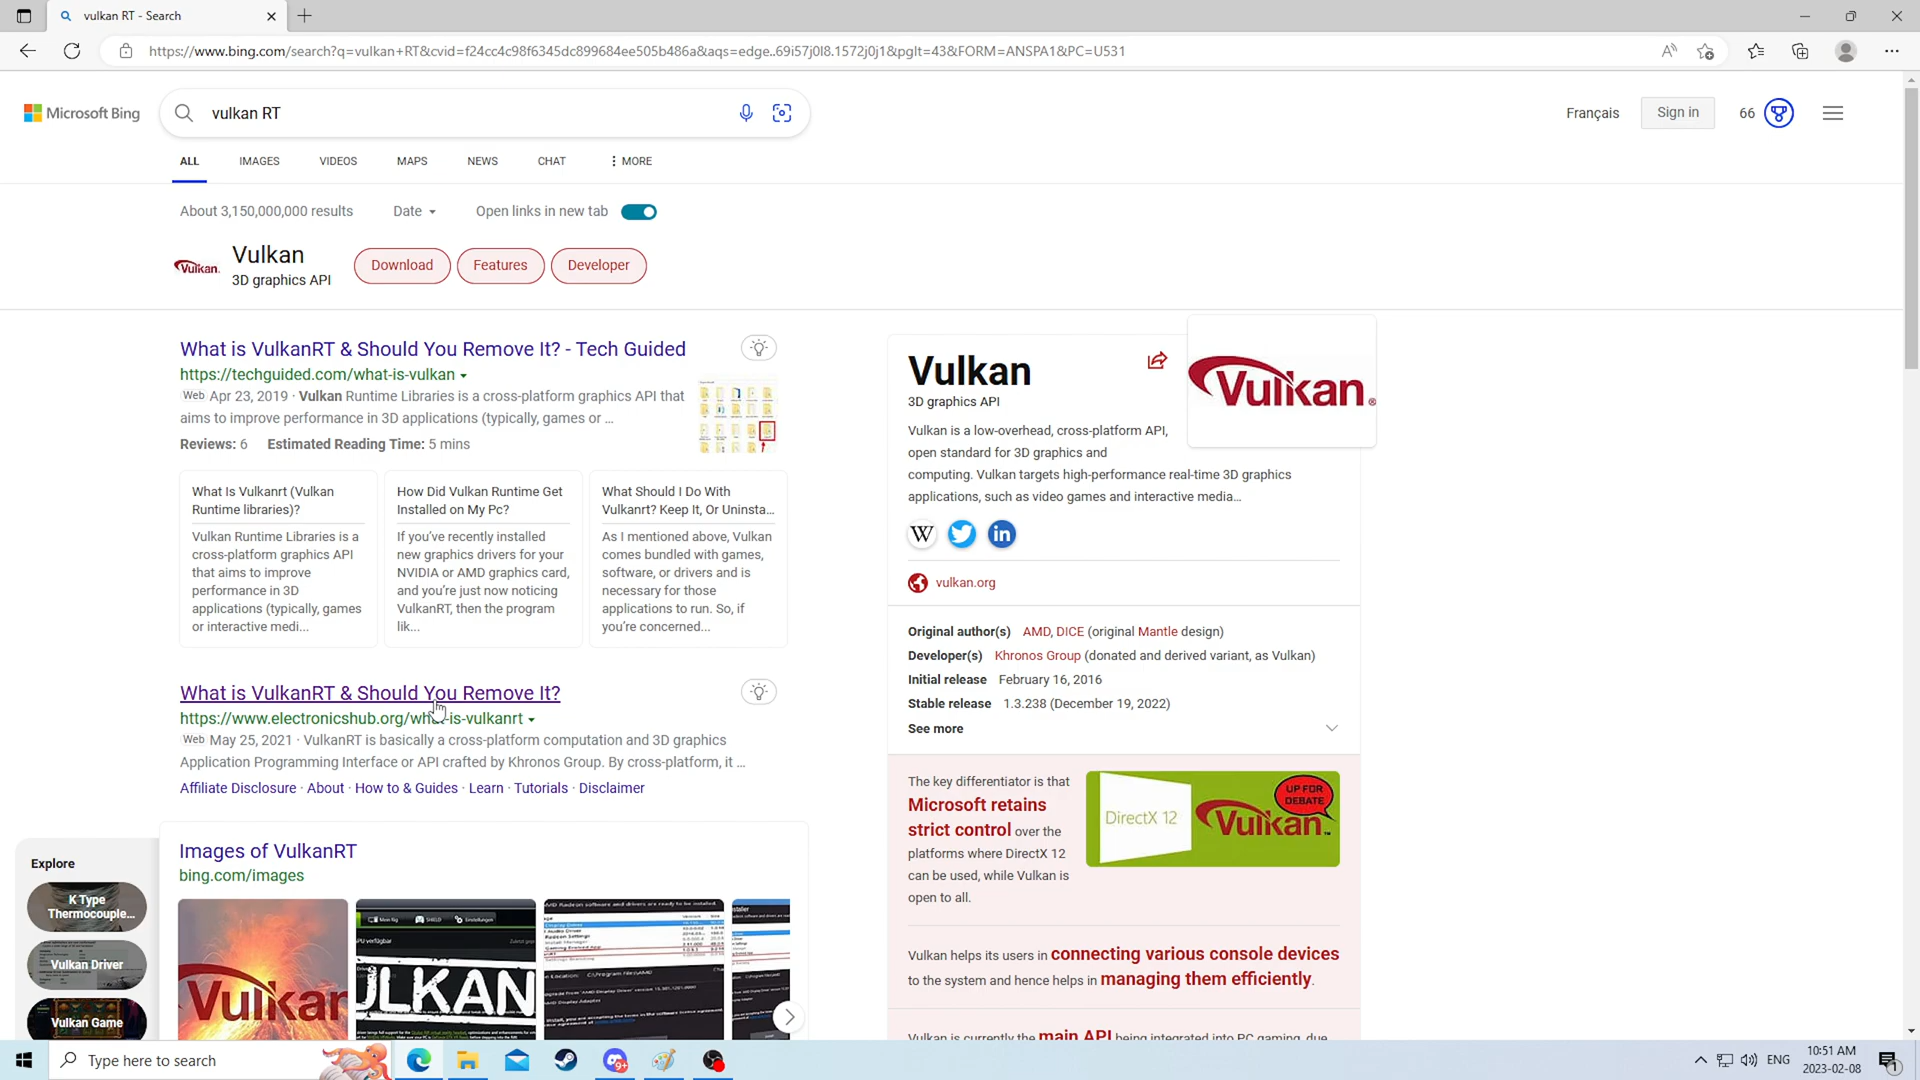 vulkan RT - Search
https://www.bing.com/search?q=vulkan+RT&cvid=f24cc4c98f6345dc899684ee505b486a&aqs=edge..69i57j0l8.1572j0j1&pglt=43&FORM=ANSPA1&PC=U531
Microsoft Bing
vulkan RT
Français
Sign in
66
ALL
IMAGES
VIDEOS
MAPS
NEWS
CHAT
MORE
About 3,150,000,000 results
Date
Open links in new tab
Vulkan.
Vulkan
3D graphics API
Download
Features
Developer
What is VulkanRT & Should You Remove It? - Tech Guided
https://techguided.com/what-is-vulkan
Web Apr 23, 2019 · Vulkan Runtime Libraries is a cross-platform graphics API that
aims to improve performance in 3D applications (typically, games or ...
Reviews: 6 Estimated Reading Time: 5 mins
What Is Vulkanrt (Vulkan
Runtime libraries)?
Vulkan Runtime Libraries is a
cross-platform graphics API
that aims to improve
performance in 3D
applications (typically, games
or interactive medi...
How Did Vulkan Runtime Get
Installed on My Pc?
If you've recently installed
new graphics drivers for your
NVIDIA or AMD graphics card,
and you're just now noticing
VulkanRT, then the program
lik...
What Should I Do With
Vulkanrt? Keep It, Or Uninsta...
As I mentioned above, Vulkan
comes bundled with games,
software, or drivers and is
necessary for those
applications to run. So, if
you're concerned...
What is VulkanRT & Should You Remove It?
https://www.electronicshub.org/what-is-vulkanrt
Web May 25, 2021 · VulkanRT is basically a cross-platform computation and 3D graphics
Application Programming Interface or API crafted by Khronos Group. By cross-platform, it ...
Affiliate Disclosure · About · How to & Guides · Learn · Tutorials · Disclaimer
Images of VulkanRT
bing.com/images
Vulkan
VULKAN
Explore
K Type
Thermocouple...
Vulkan Driver
Vulkan Game
Vulkan
3D graphics API
Vulkan.
Vulkan is a low-overhead, cross-platform API,
open standard for 3D graphics and
computing. Vulkan targets high-performance real-time 3D graphics
applications, such as video games and interactive media...
W
in
vulkan.org
Original author(s) AMD, DICE (original Mantle design)
Developer(s) Khronos Group (donated and derived variant, as Vulkan)
Initial release February 16, 2016
Stable release 1.3.238 (December 19, 2022)
See more
The key differentiator is that
Microsoft retains
strict control over the
platforms where DirectX 12
can be used, while Vulkan is
open to all.
DirectX 12
Vulkan
UP FOR
DEBATE
Vulkan helps its users in connecting various console devices
to the system and hence helps in managing them efficiently.
Vulkan is currently the main API being integrated into PC gaming, due
Type here to search
ENG
10:51 AM
2023-02-08